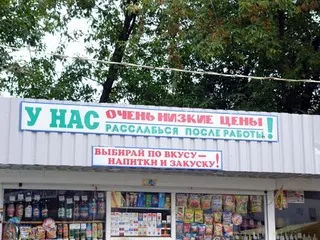 У НАС ОЧЕНЬ НИЗКИЕ ЦЕНЫ !
РАССЛАБЬСЯ ПОСЛЕ РАБОТЫ
ВЫБИРАЙ ПО ВКУСУ—
НАПИТКИ И ЗАКУСКУ!